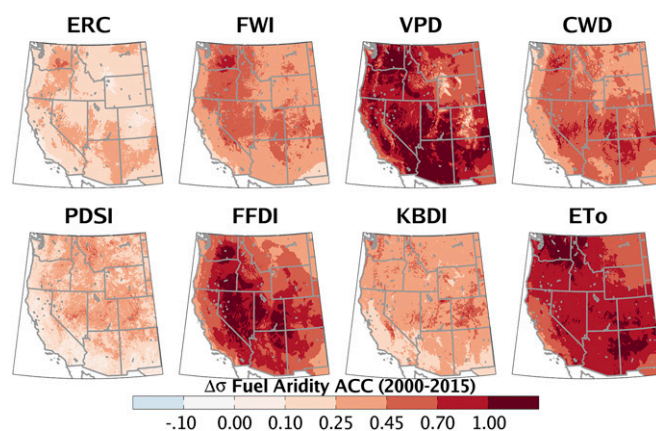 ERC FWI VPD CWD
PDSI FFDI KBDI ETo
Δσ Fuel Aridity ACC (2000-2015)
-.10 0.00 0.10 0.25 0.45 0.70 1.00